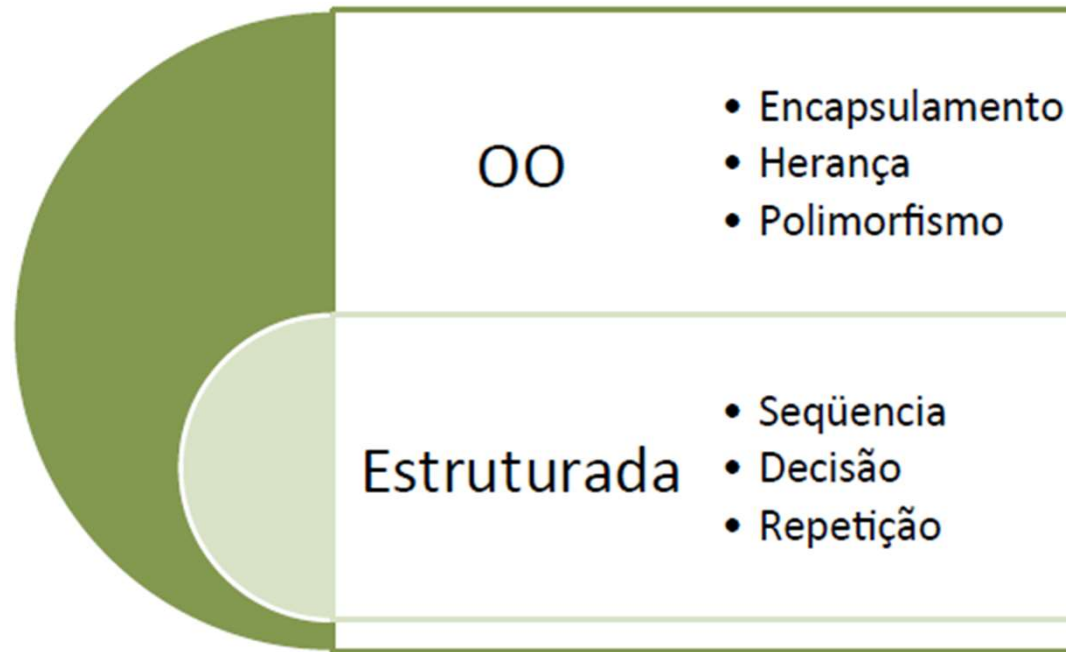 OO
• Encapsulamento
• Herança
• Polimorfismo
Estruturada
• Seqüencia
• Decisão
• Repetição